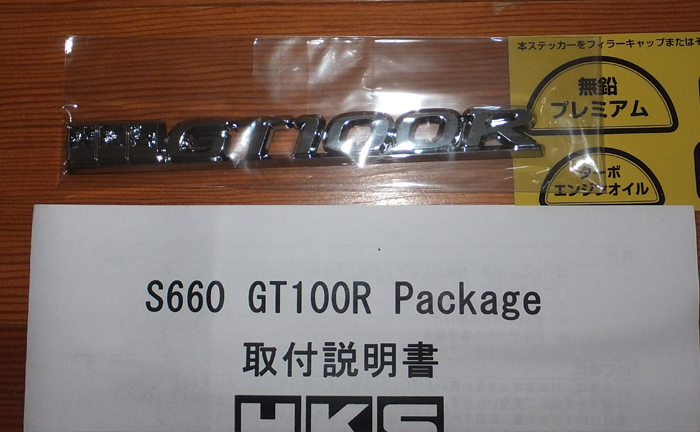 GT100R
本ステッカーをフィラーキャップまたはそ
無鉛
プレミアム
ターボ
エンジンオイル
S660 GT100R Package
取付説明書
HKS